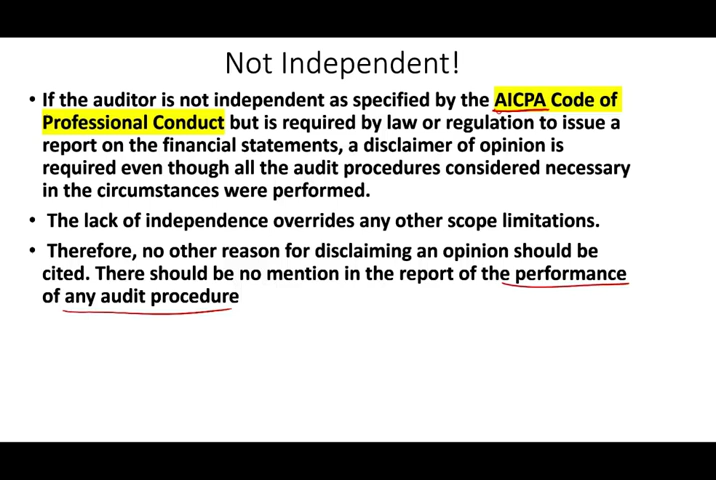 Not Independent!
• If the auditor is not independent as specified by the AICPA Code of
Professional Conduct but is required by law or regulation to issue a
report on the financial statements, a disclaimer of opinion is
required even though all the audit procedures considered necessary
in the circumstances were performed.
• The lack of independence overrides any other scope limitations.
• Therefore, no other reason for disclaiming an opinion should be
cited. There should be no mention in the report of the performance
of any audit procedure